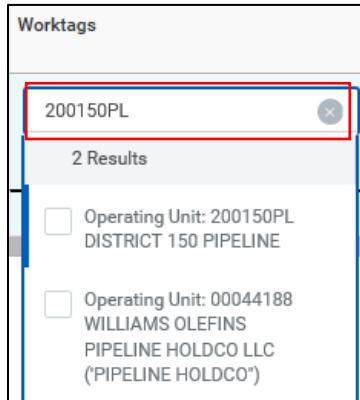 Worktags
200150PL
2 Results
Operating Unit: 200150PL
DISTRICT 150 PIPELINE
Operating Unit: 00044188
WILLIAMS OLEFINS
PIPELINE HOLDCO LLC
("PIPELINE HOLDCO")